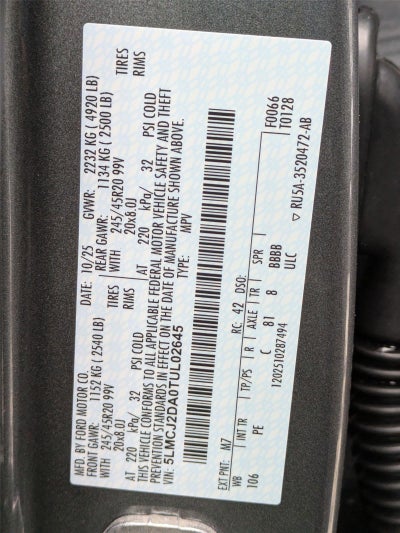 MFD. BY FORD MOTOR CO.
DATE: 10/25 GVWR: 2232 KG ( 4920 LB)
FRONT GAWR: 1152 KG ( 2540 LB)
REAR GAWR: 1134 KG ( 2500 LB)
WITH 245/45R20 99V TIRES
WITH 245/45R20 99V TIRES
20x8.0J RIMS
20x8.0J RIMS
AT 220 kPa/ 32 PSI COLD
AT 220 kPa/ 32 PSI COLD
THIS VEHICLE CONFORMS TO ALL APPLICABLE FEDERAL MOTOR VEHICLE SAFETY AND THEFT
PREVENTION STANDARDS IN EFFECT ON THE DATE OF MANUFACTURE SHOWN ABOVE.
VIN: 5LMCJ2DA0TUL02645
TYPE: MPV
F0066
T0128
EXT PNT: M7 RC: 42 DSO:
WB INT TR TP/PS R AXLE TR SPR
106 PE C 81 8 BBBB
ULC
1202510287494
▽ RU5A-3520472-AB